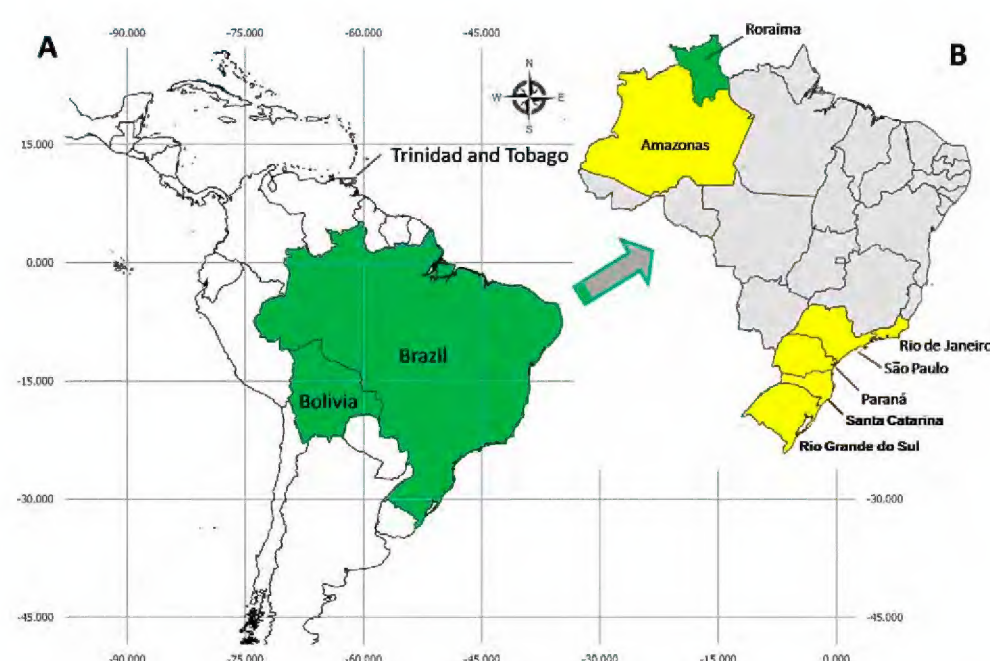 A
B
-90.000 -75.000 -60.000 -45.000
Roraima
N
W E
S
15.000
Amazonas
Trinidad and Tobago
0.000
Brazil
Rio de Janeiro
São Paulo
-15.000
Bolivia
Paraná
Santa Catarina
Rio Grande do Sul
-30.000 -30.000
-45.000 -45.000
-90.000 -75.000 -60.000 -45.000 -30.000 -15.000 0.000